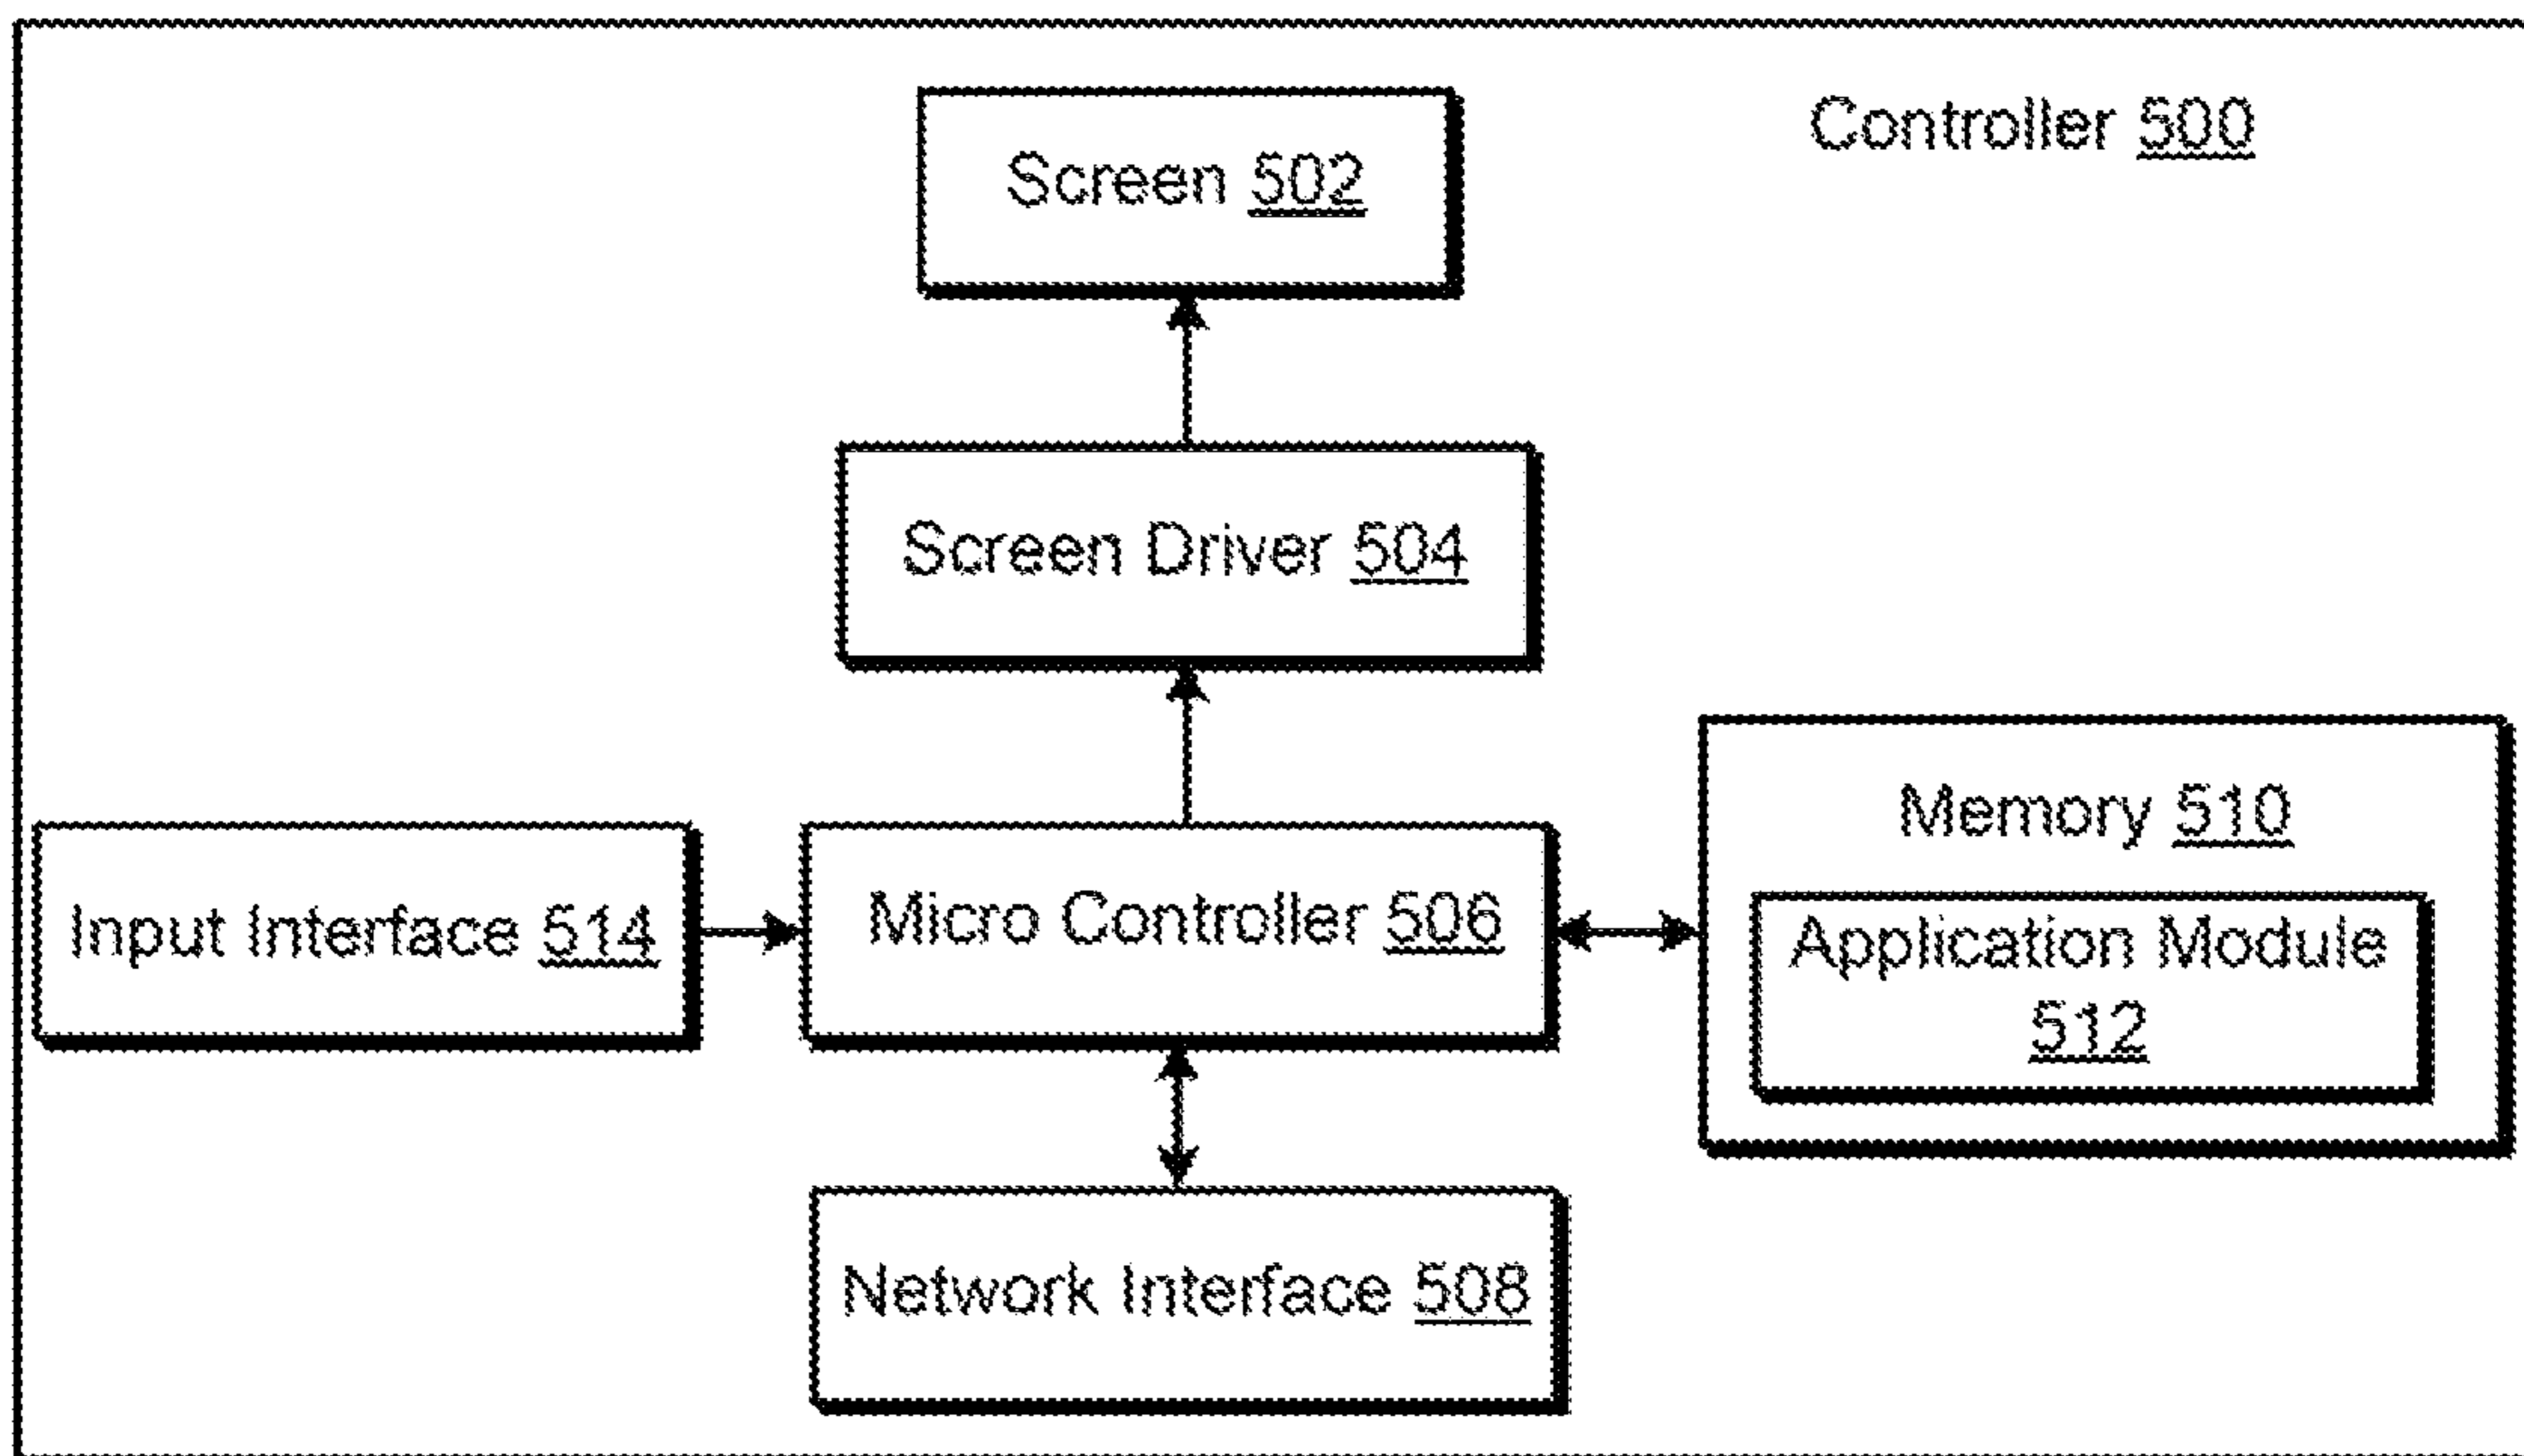 Controller 500
Screen 502
Screen Driver 504
Memory 510
Input Interface 514
Micro Controller 506
Application Module
512
Network Interface 508